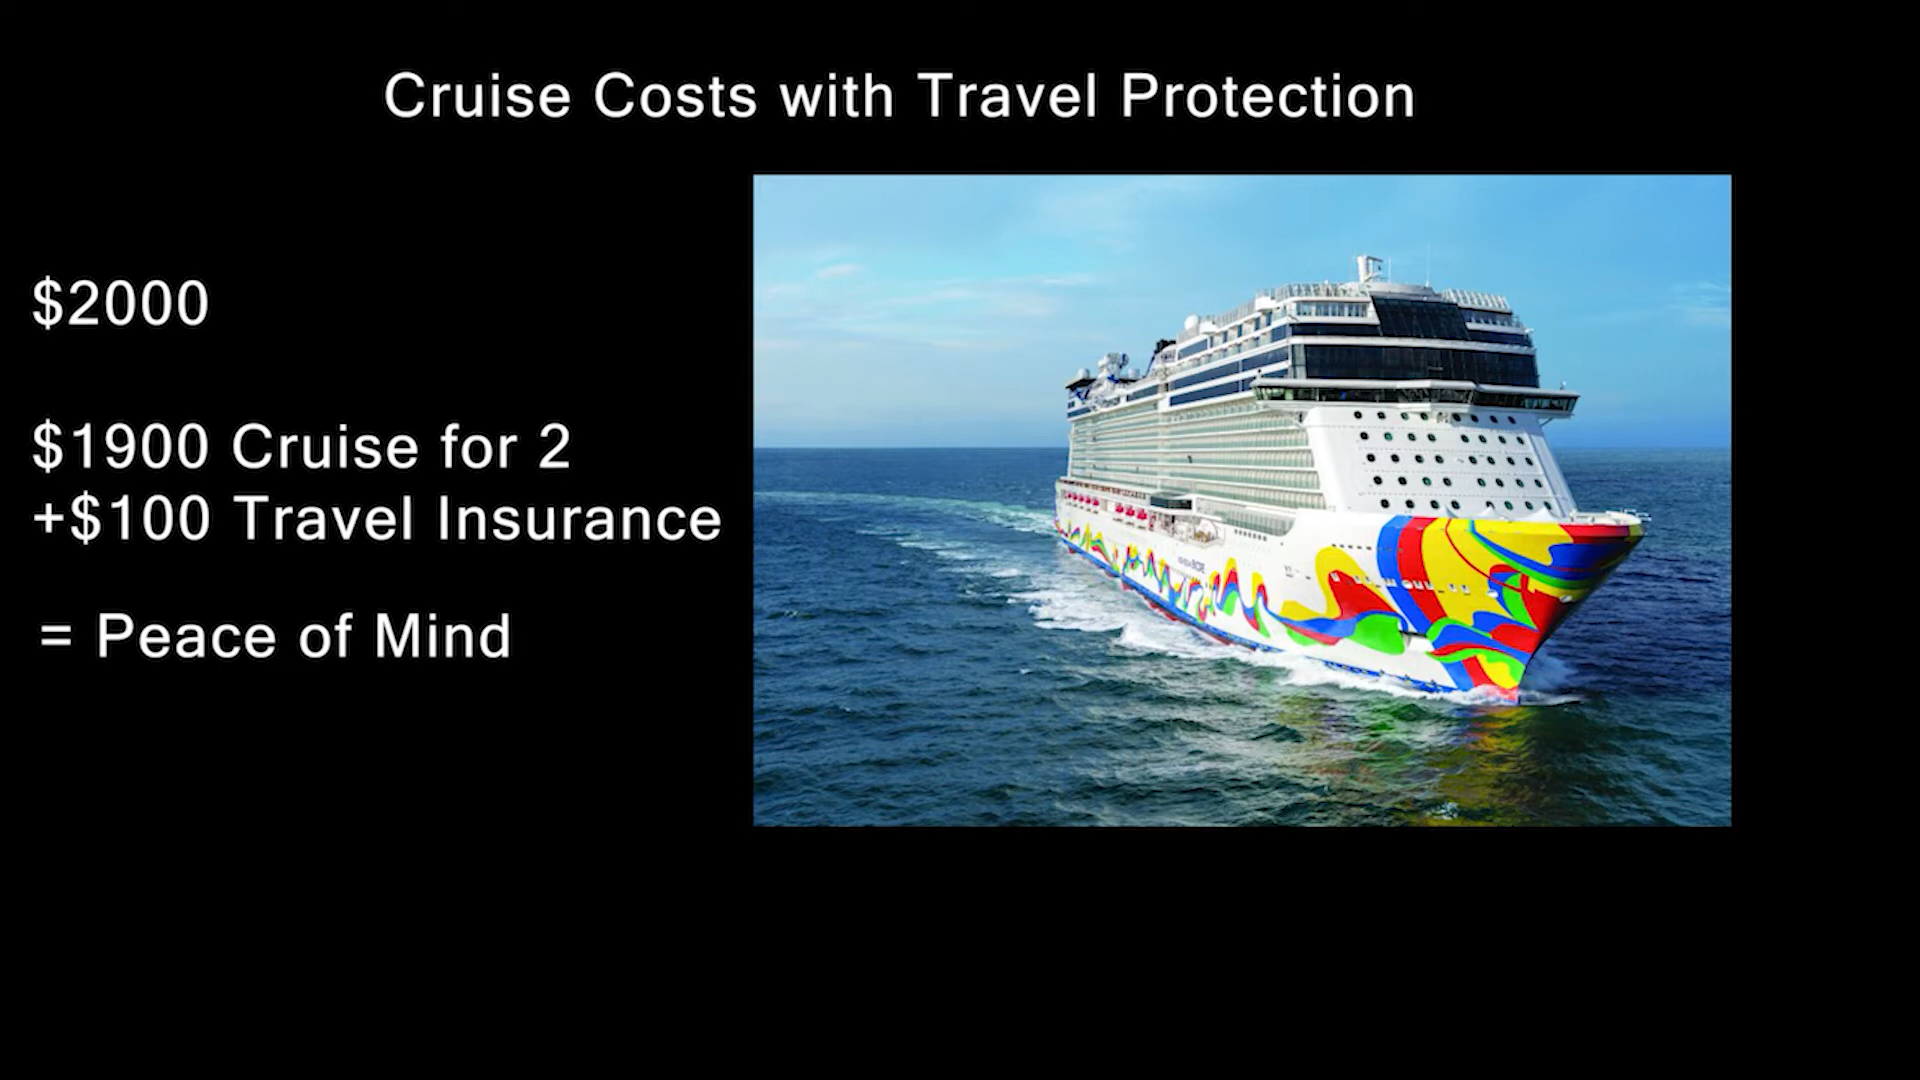 Cruise Costs with Travel Protection
$2000
$1900 Cruise for 2
+$100 Travel Insurance
= Peace of Mind